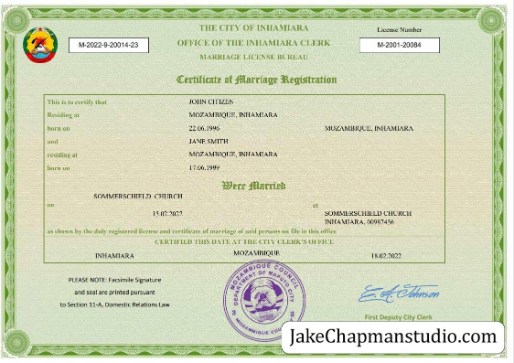 THE CITY OF INHAMIARA
License Number
M-2022-9-20014-23
OFFICE OF THE INHAMIARA CLERK
M-2001-20084
MARRIAGE LICENSE BUREAU
Certificate of Marriage Registration
This is to certify that JOHN CITIZEN
Residing at MOZAMBIQUE, INHAMIARA
born on 22.06.1996 MOZAMBIQUE, INHAMIARA
and JANE SMITH
residing at MOZAMBIQUE, INHAMIARA
born on 17.06.1999
Were Married
SOMMERSCHIELD CHURCH
on 15.02.2022 at SOMMERSCHIELD CHURCH
INHAMIARA, 00987456
as shown by the duly registered license and certificate of marriage of said persons on file in this office
CERTIFIED THIS DATE AT THE CITY CLERK'S OFFICE
INHAMIARA MOZAMBIQUE 18.02.2022
PLEASE NOTE: Facsimile Signature
and seal are printed pursuant
to Section 11-A, Domestic Relations Law
MOZAMBIQUE COUNCIL
DEPARTMENT OF MAPUTO CITY
MOZAMBIQUE COUNCIL
E. A. Johnson
First Deputy City Clerk
JakeChapmanstudio.com